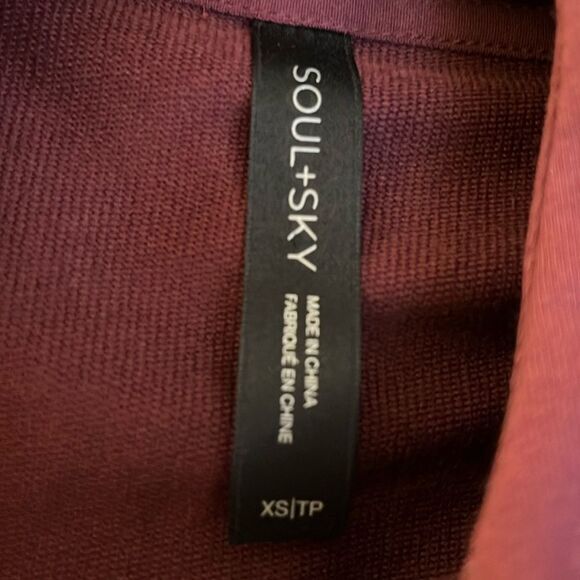 SOUL+SKY
MADE IN CHINA
FABRIQUÉ EN CHINE
XS|TP